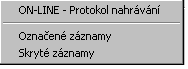 ON-LINE - Protokol nahrávání
Označené záznamy
Skryté záznamy